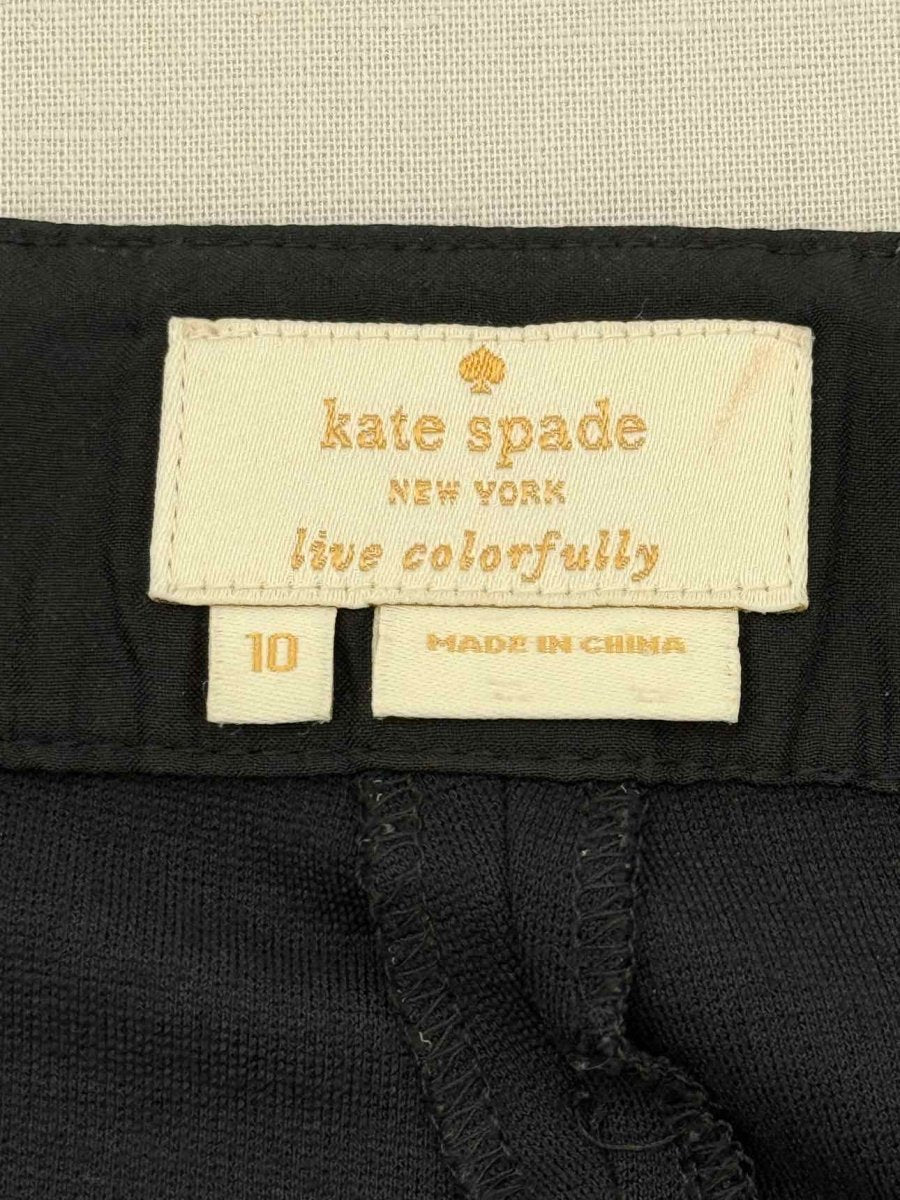 kate spade
NEW YORK
live colorfully
10
MADE IN CHINA